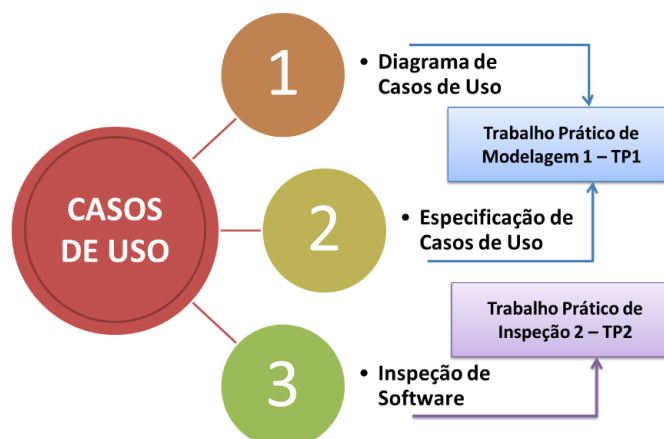 CASOS
DE USO
1
• Diagrama de
Casos de Uso
2
• Especificação de
Casos de Uso
3
• Inspeção de
Software
Trabalho Prático de
Modelagem 1 – TP1
Trabalho Prático de
Inspeção 2 – TP2